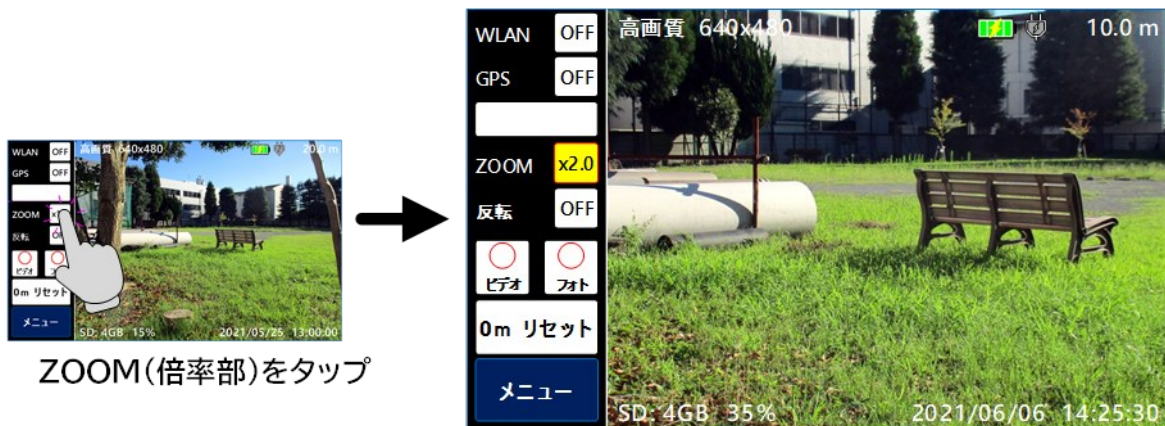 WLAN OFF
GPS OFF
ZOOM
反転
ビデオ
0m リセット
メニュー
高画質 640x480
20.0 m
SD: 4GB 15%
2021/05/25 13:00:00
ZOOM(倍率部)をタップ
WLAN OFF
GPS OFF
ZOOM x2.0
反転 OFF
ビデオ フォト
0m リセット
メニュー
高画質 640x480
10.0 m
SD: 4GB 35%
2021/06/06 14:25:30